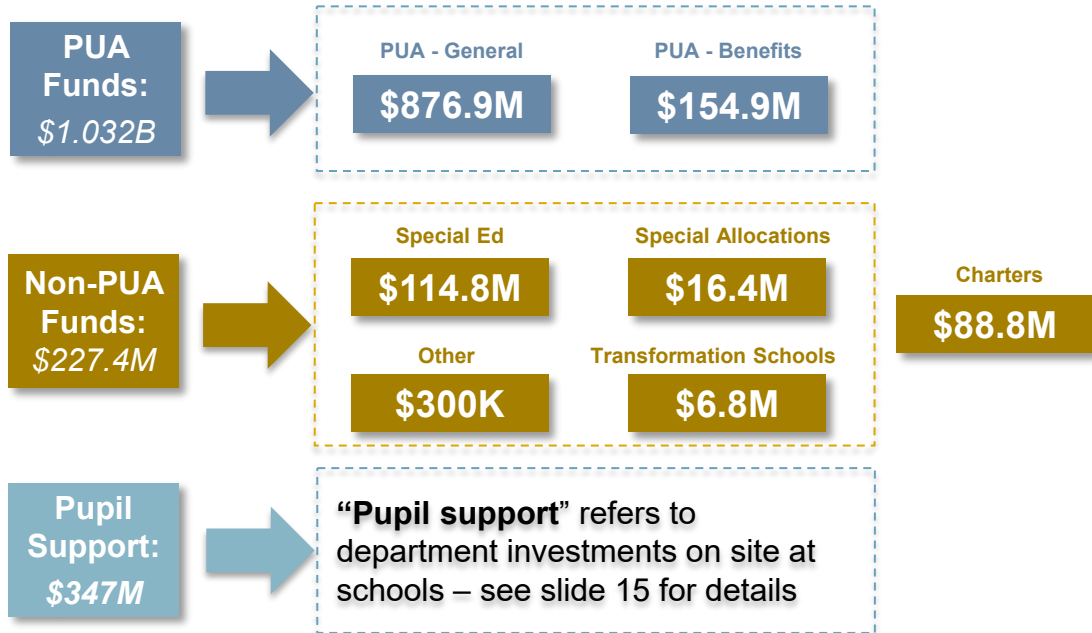 PUA
Funds:
$1.032B
PUA - General
$876.9M
PUA - Benefits
$154.9M
Non-PUA
Funds:
$227.4M
Special Ed
$114.8M
Special Allocations
$16.4M
Other
$300K
Transformation Schools
$6.8M
Charters
$88.8M
Pupil
Support:
$347M
“Pupil support” refers to
department investments on site at
schools – see slide 15 for details